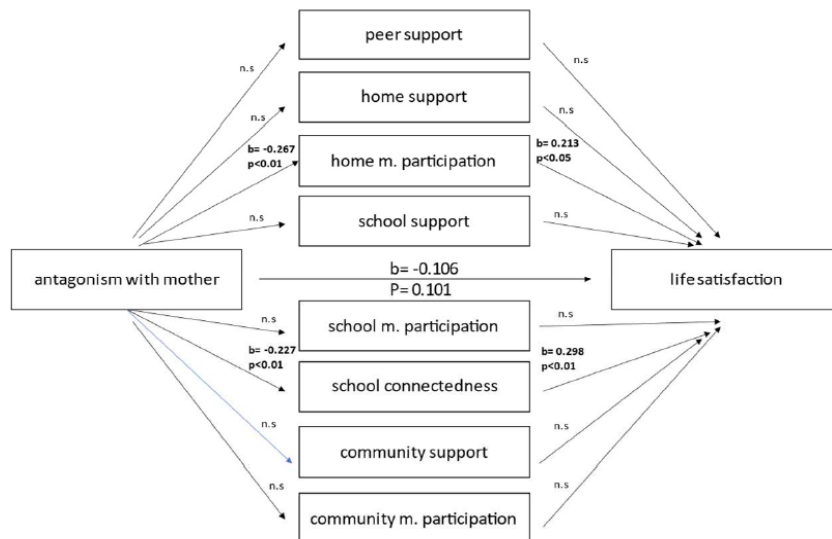 peer support
n.s
n.s
home support
n.s
n.s
b= -0.267
p<0.01
home m. participation
b= 0.213
p<0.05
n.s
school support
n.s
antagonism with mother
b= -0.106
P= 0.101
life satisfaction
n.s
school m. participation
n.s
b= -0.227
p<0.01
school connectedness
b= 0.298
p<0.01
n.s
community support
n.s
n.s
community m. participation
n.s